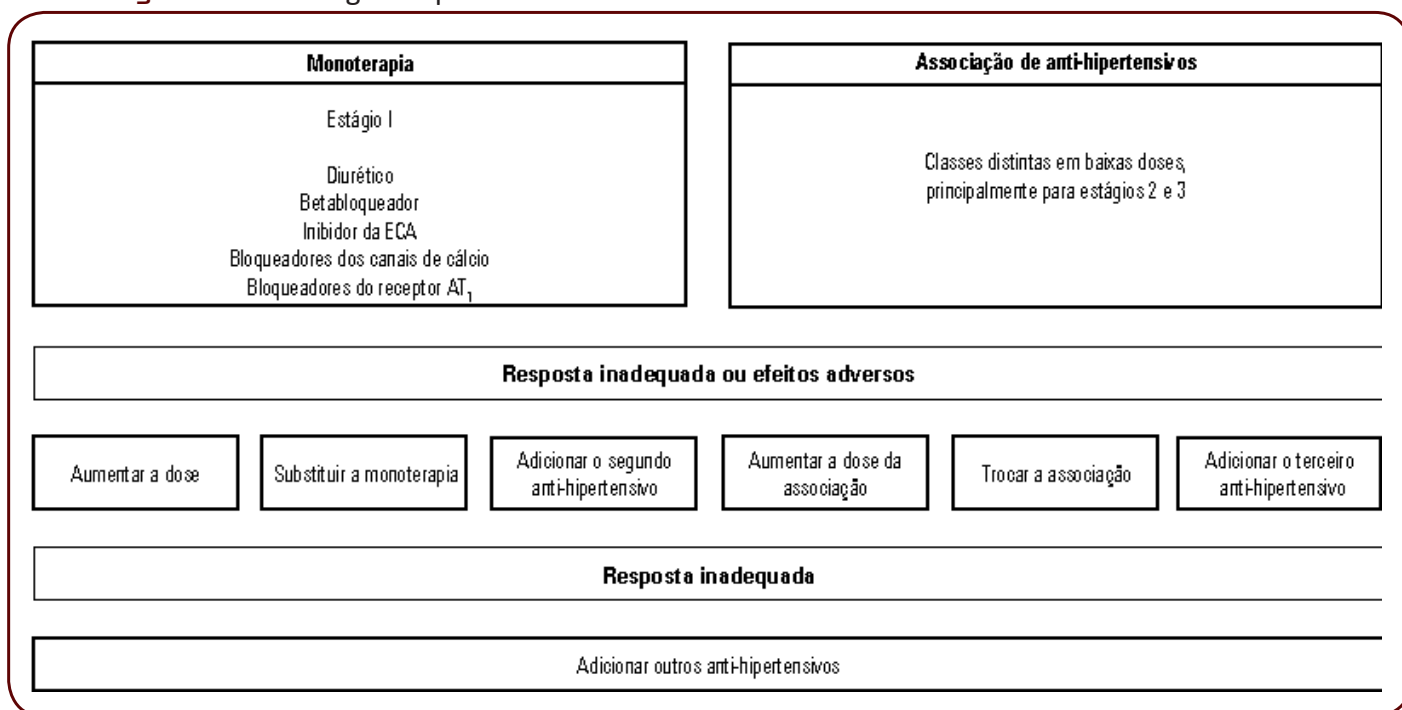 Monoterapia
Estágio I
Diurético
Betabloqueador
Inibidor da ECA
Bloqueadores dos canais de cálcio
Bloqueadores do receptor AT1
Associação de anti-hipertensivos
Classes distintas em baixas doses,
principalmente para estágios 2 e 3
Resposta inadequada ou efeitos adversos
Aumentar a dose
Substituir a monoterapia
Adicionar o segundo
anti-hipertensivo
Aumentar a dose da
associação
Trocar a associação
Adicionar o terceiro
anti-hipertensivo
Resposta inadequada
Adicionar outros anti-hipertensivos